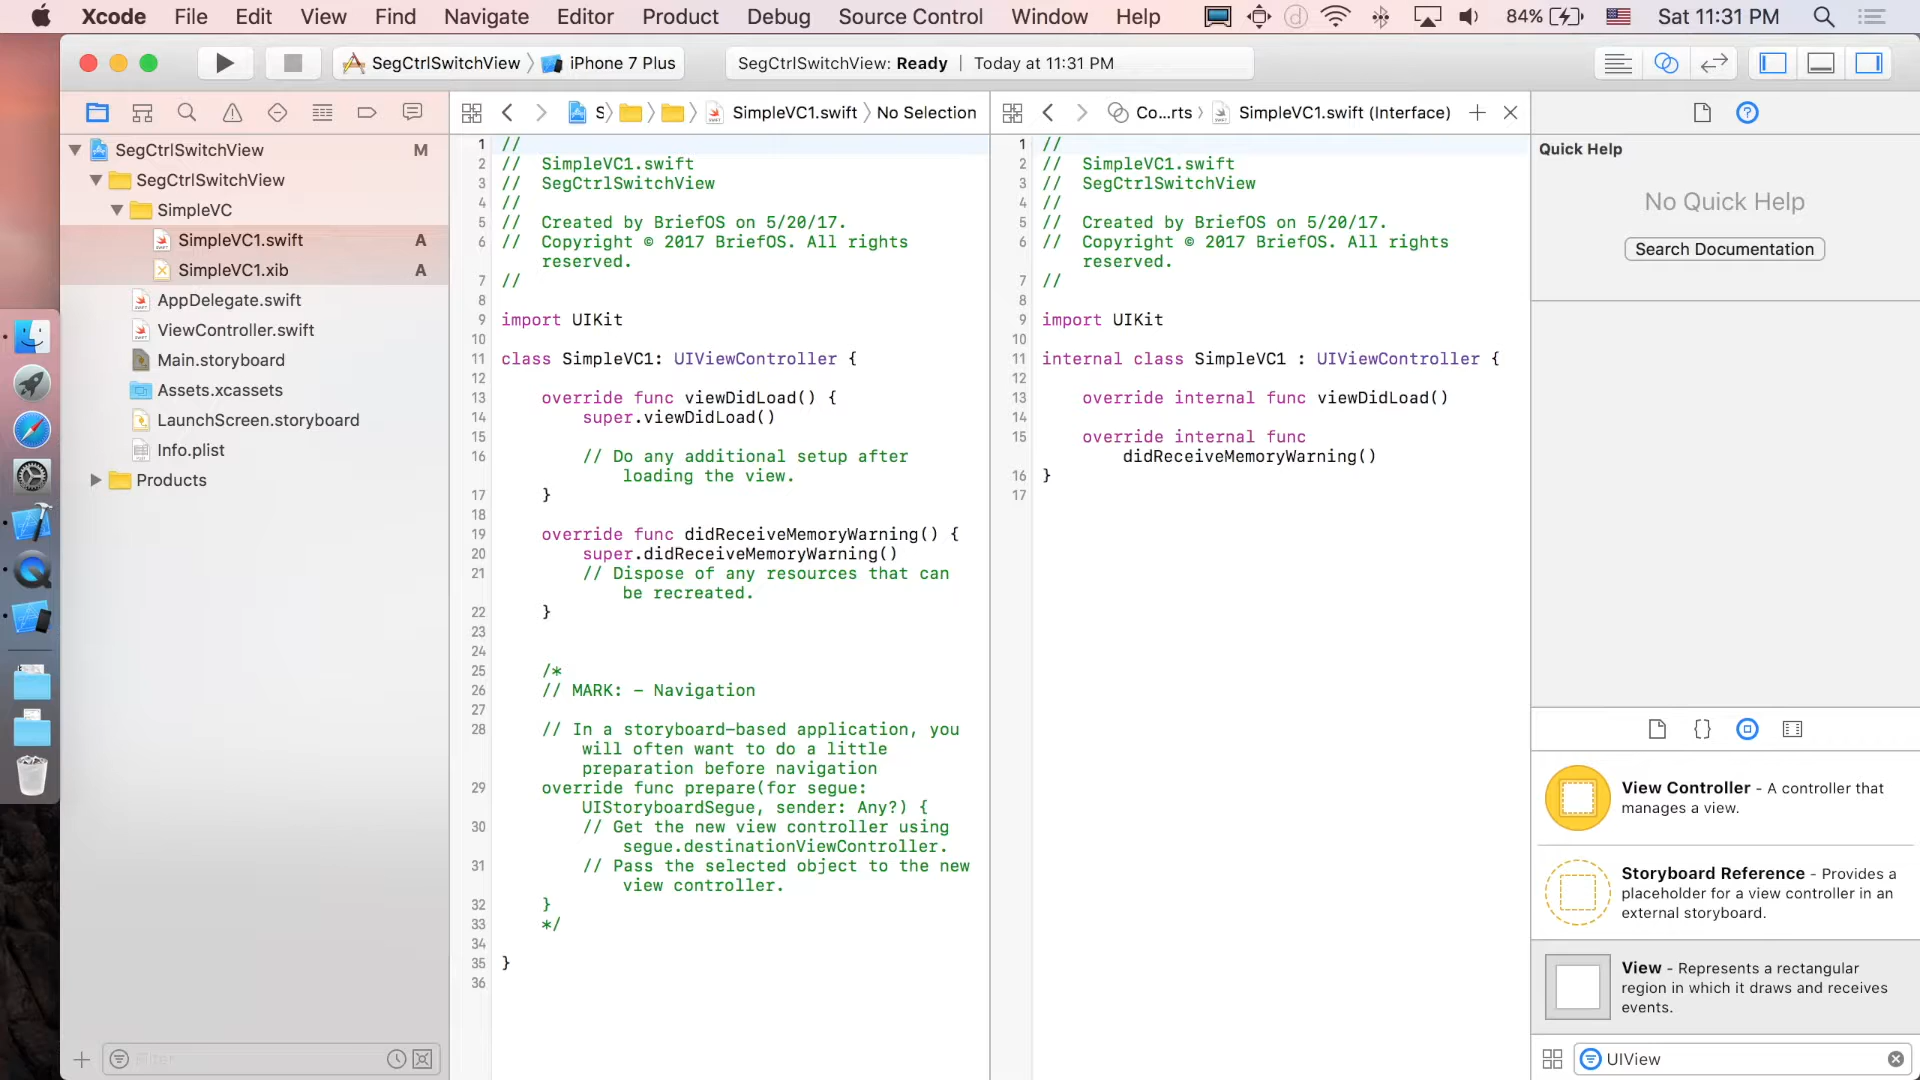 Xcode File Edit View Find Navigate Editor Product Debug Source Control Window Help 84% Sat 11:31 PM
SegCtrlSwitchView iPhone 7 Plus
SegCtrlSwitchView: Ready | Today at 11:31 PM
S SimpleVC1.swift No Selection
Co...rts SimpleVC1.swift (Interface)
SegCtrlSwitchView M
SegCtrlSwitchView
SimpleVC
SimpleVC1.swift A
SimpleVC1.xib A
AppDelegate.swift
ViewController.swift
Main.storyboard
Assets.xcassets
LaunchScreen.storyboard
Info.plist
Products
Filter
1 //
2 // SimpleVC1.swift
3 // SegCtrlSwitchView
4 //
5 // Created by BriefOS on 5/20/17.
6 // Copyright © 2017 BriefOS. All rights
reserved.
7 //
8
9 import UIKit
10
11 class SimpleVC1: UIViewController {
12
13 override func viewDidLoad() {
14 super.viewDidLoad()
15
16 // Do any additional setup after
loading the view.
17 }
18
19 override func didReceiveMemoryWarning() {
20 super.didReceiveMemoryWarning()
21 // Dispose of any resources that can
be recreated.
22 }
23
24
25 /*
26 // MARK: - Navigation
27
28 // In a storyboard-based application, you
will often want to do a little
preparation before navigation
29 override func prepare(for segue:
UIStoryboardSegue, sender: Any?) {
30 // Get the new view controller using
segue.destinationViewController.
31 // Pass the selected object to the new
view controller.
32 }
33 */
34
35 }
36
1 //
2 // SimpleVC1.swift
3 // SegCtrlSwitchView
4 //
5 // Created by BriefOS on 5/20/17.
6 // Copyright © 2017 BriefOS. All rights
reserved.
7 //
8
9 import UIKit
10
11 internal class SimpleVC1 : UIViewController {
12
13 override internal func viewDidLoad()
14
15 override internal func
didReceiveMemoryWarning()
16 }
17
Quick Help
No Quick Help
Search Documentation
View Controller - A controller that
manages a view.
Storyboard Reference - Provides a
placeholder for a view controller in an
external storyboard.
View - Represents a rectangular
region in which it draws and receives
events.
UIView